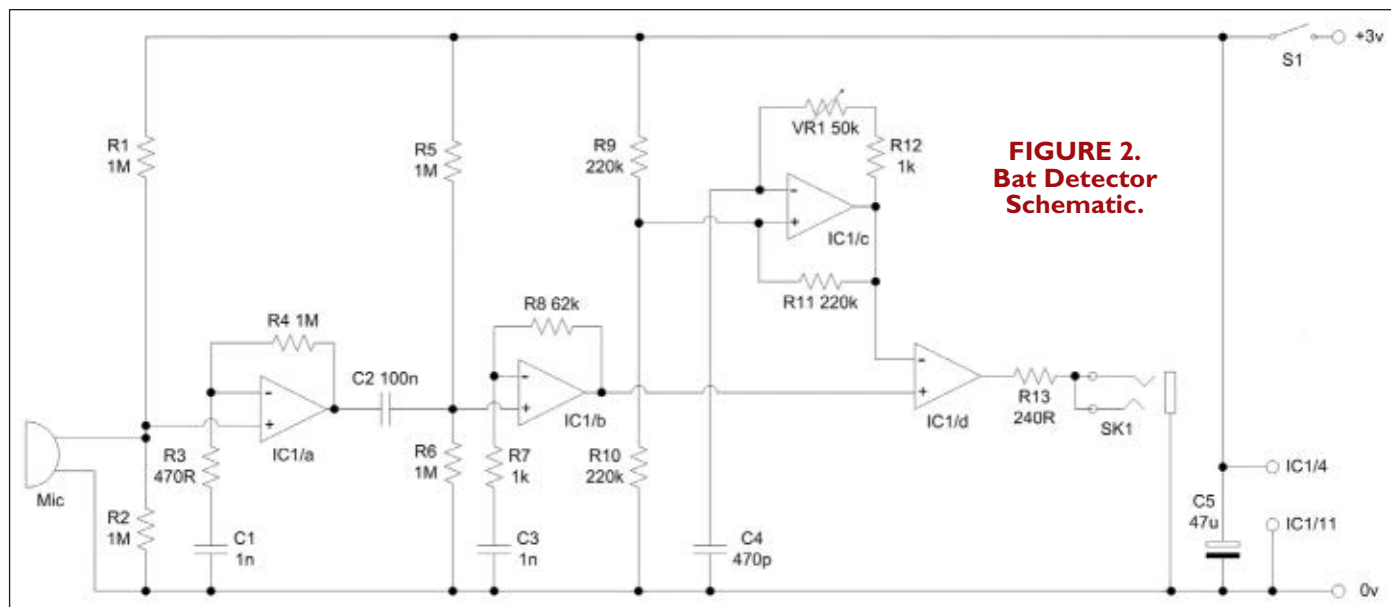 +3v
S1
R1
1M
R5
1M
R9
220k
VR1 50k
R12
1k
FIGURE 2.
Bat Detector
Schematic.
-
+
IC1/c
R11 220k
R4 1M
-
+
IC1/a
C2 100n
R8 62k
-
+
IC1/b
-
+
IC1/d
R13
240R
SK1
Mic
R3
470R
R2
1M
C1
1n
R6
1M
R7
1k
C3
1n
R10
220k
C4
470p
C5
47u
IC1/4
IC1/11
0v